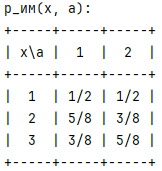 p_им(x, a):
+-----+-----+-----+
| x\a | 1 | 2 |
+-----+-----+-----+
| 1 | 1/2 | 1/2 |
| 2 | 5/8 | 3/8 |
| 3 | 3/8 | 5/8 |
+-----+-----+-----+